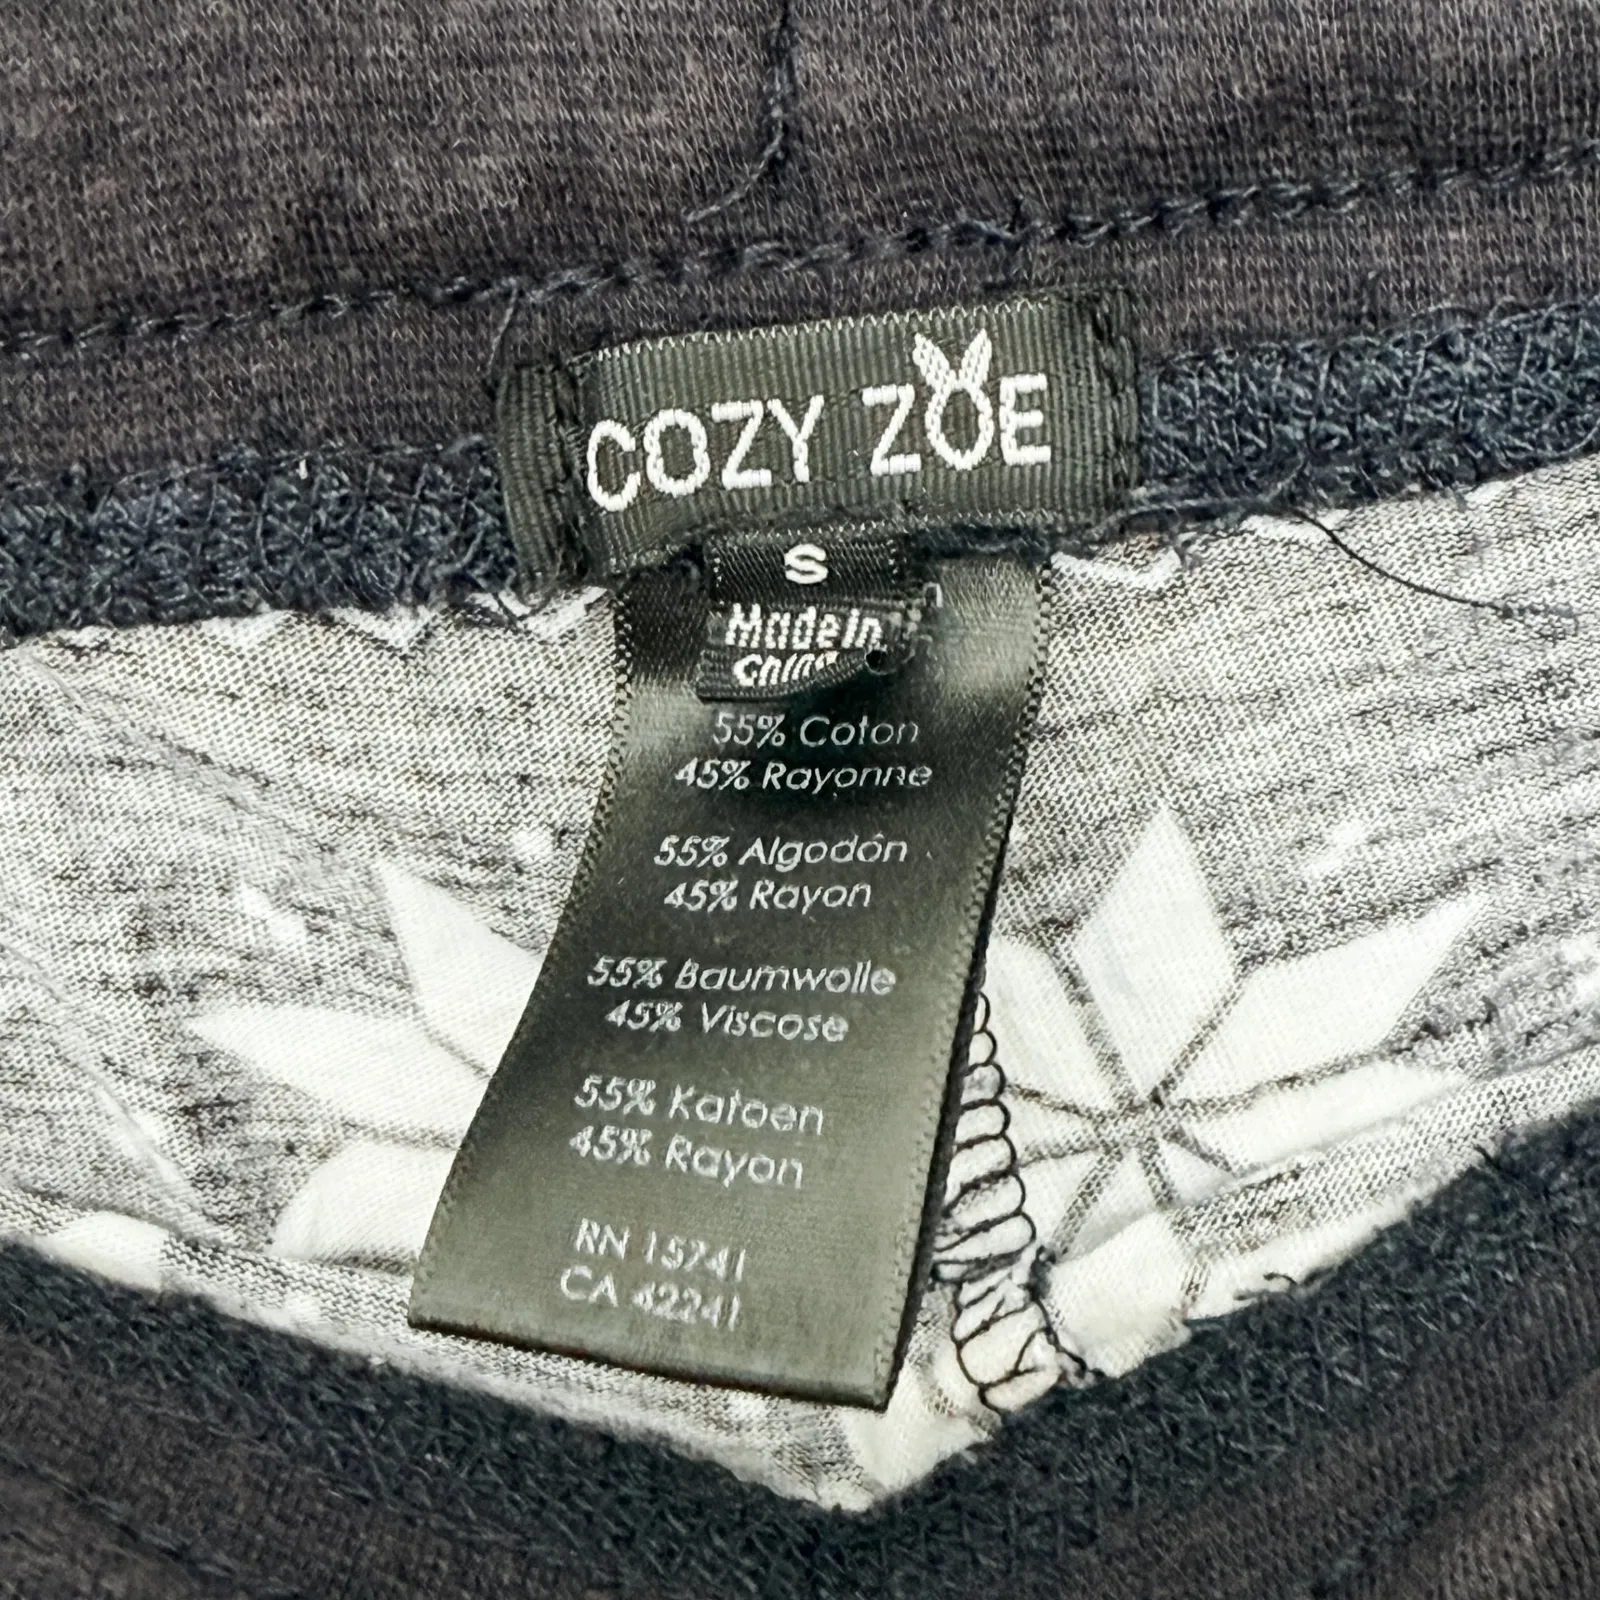 COZY ZOE
S
Made in
China
55% Coton
45% Rayonne
55% Algodón
45% Rayon
55% Baumwolle
45% Viscose
55% Katoen
45% Rayon
RN 15741
CA 42241